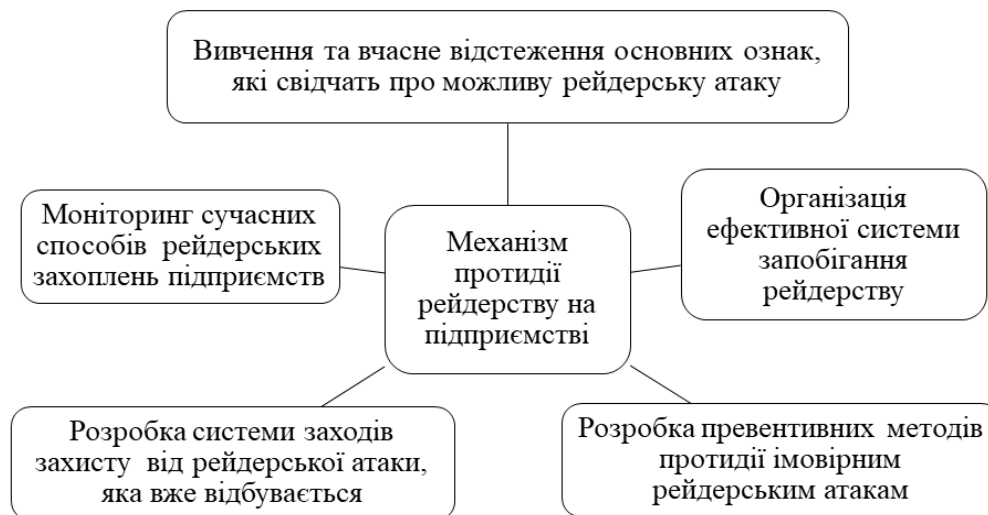 Вивчення та вчасне відстеження основних ознак,
які свідчать про можливу рейдерську атаку
Моніторинг сучасних
способів рейдерських
захоплень підприємств
Механізм
протидії
рейдерству на
підприємстві
Організація
ефективної системи
запобігання
рейдерству
Розробка системи заходів
захисту від рейдерської атаки,
яка вже відбувається
Розробка превентивних методів
протидії імовірним
рейдерським атакам